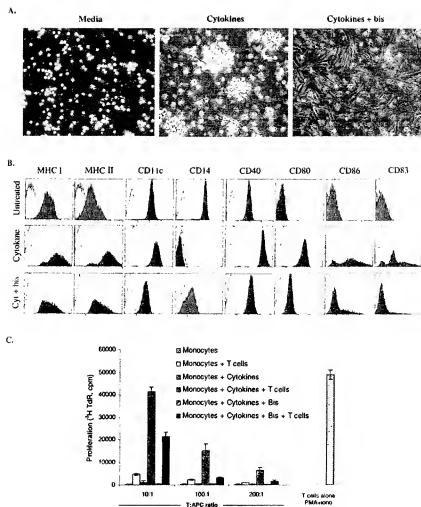 A.
Media Cytokines Cytokines + bis
B.
MHC I MHC II CD11c CD14 CD40 CD80 CD86 CD83
Untreated
Cytokine
Cyt + bis
C.
Proliferation (³H TdR, cpm)
60000
50000
40000
30000
20000
10000
0
Monocytes
Monocytes + T cells
Monocytes + Cytokines
Monocytes + Cytokines + T cells
Monocytes + Cytokines + Bis
Monocytes + Cytokines + Bis + T cells
10:1 100:1 200:1
T:APC ratio
T cells alone
PMA+iono